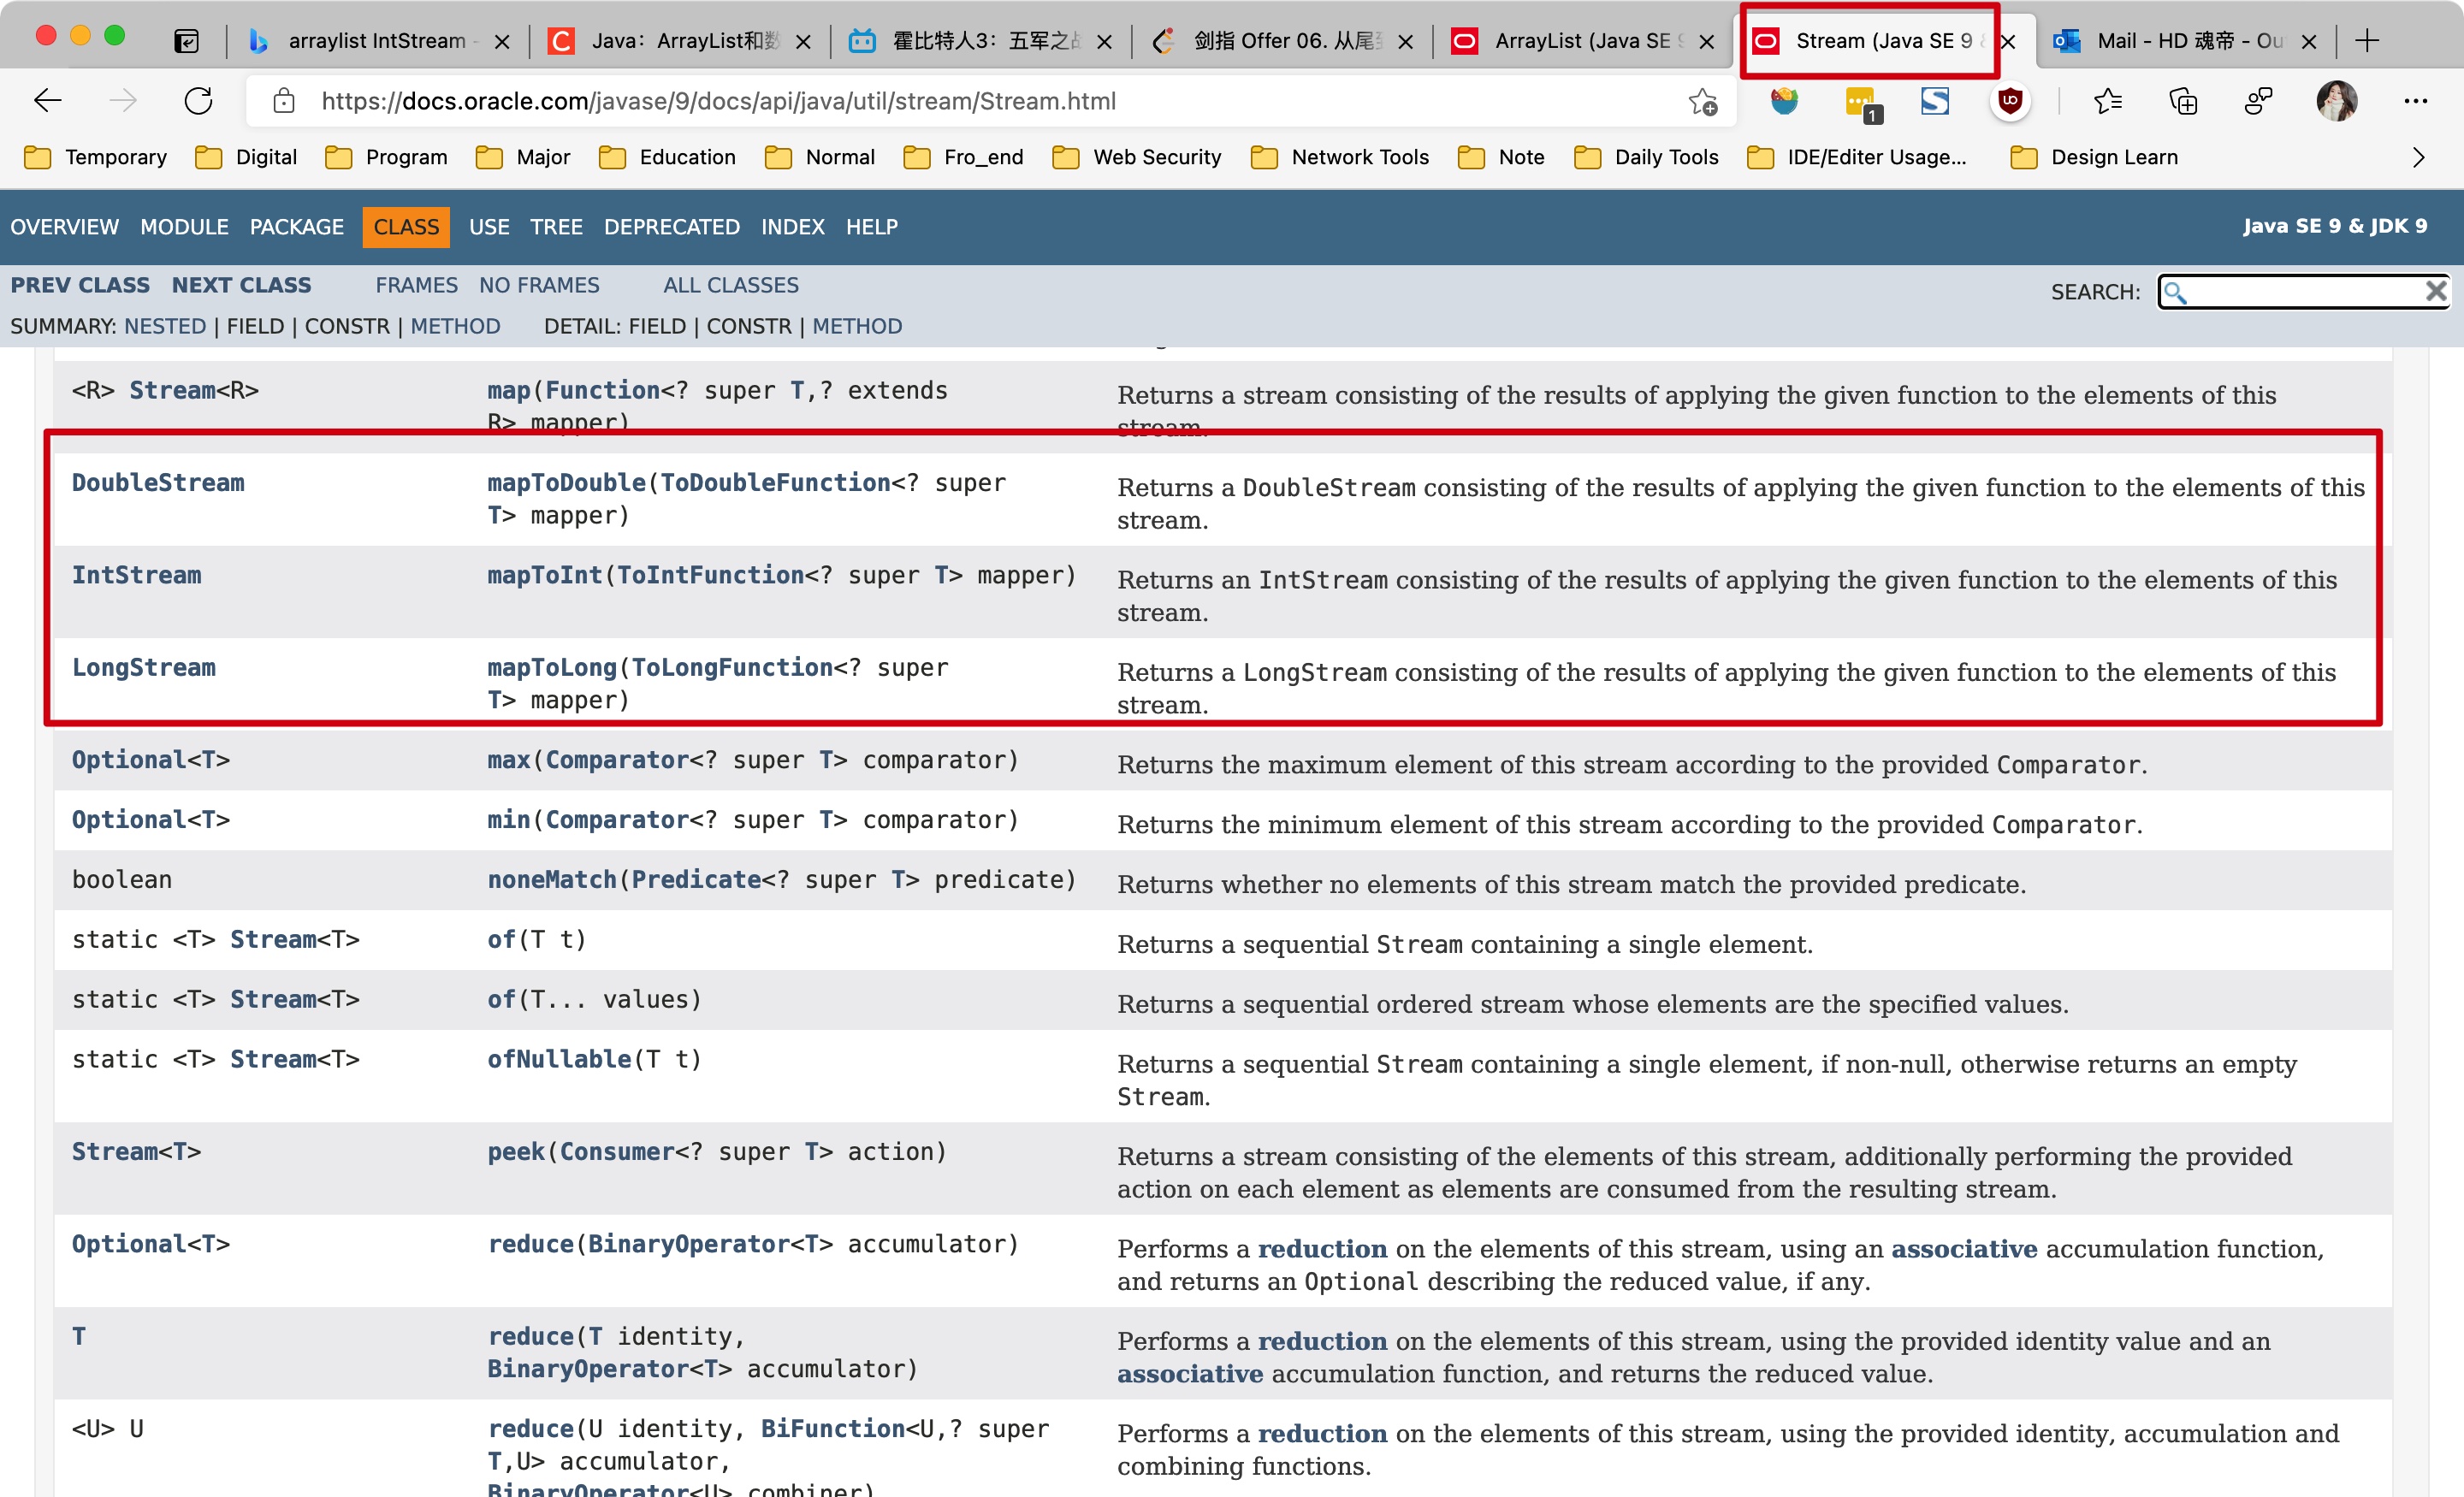 arraylist IntStream -
Java：ArrayList和数
霍比特人3：五军之战
剑指 Offer 06. 从尾到
ArrayList (Java SE 9
Stream (Java SE 9 &
Mail - HD 魂帝 - Ou
https://docs.oracle.com/javase/9/docs/api/java/util/stream/Stream.html
1
Temporary
Digital
Program
Major
Education
Normal
Fro_end
Web Security
Network Tools
Note
Daily Tools
IDE/Editer Usage...
Design Learn
OVERVIEW MODULE PACKAGE CLASS USE TREE DEPRECATED INDEX HELP
Java SE 9 & JDK 9
PREV CLASS NEXT CLASS FRAMES NO FRAMES ALL CLASSES
SEARCH:
SUMMARY: NESTED | FIELD | CONSTR | METHOD DETAIL: FIELD | CONSTR | METHOD
<R> Stream<R>
map(Function<? super T,? extends
R> mapper)
Returns a stream consisting of the results of applying the given function to the elements of this
stream.
DoubleStream
mapToDouble(ToDoubleFunction<? super
T> mapper)
Returns a DoubleStream consisting of the results of applying the given function to the elements of this
stream.
IntStream
mapToInt(ToIntFunction<? super T> mapper)
Returns an IntStream consisting of the results of applying the given function to the elements of this
stream.
LongStream
mapToLong(ToLongFunction<? super
T> mapper)
Returns a LongStream consisting of the results of applying the given function to the elements of this
stream.
Optional<T>
max(Comparator<? super T> comparator)
Returns the maximum element of this stream according to the provided Comparator.
Optional<T>
min(Comparator<? super T> comparator)
Returns the minimum element of this stream according to the provided Comparator.
boolean
noneMatch(Predicate<? super T> predicate)
Returns whether no elements of this stream match the provided predicate.
static <T> Stream<T>
of(T t)
Returns a sequential Stream containing a single element.
static <T> Stream<T>
of(T... values)
Returns a sequential ordered stream whose elements are the specified values.
static <T> Stream<T>
ofNullable(T t)
Returns a sequential Stream containing a single element, if non-null, otherwise returns an empty
Stream.
Stream<T>
peek(Consumer<? super T> action)
Returns a stream consisting of the elements of this stream, additionally performing the provided
action on each element as elements are consumed from the resulting stream.
Optional<T>
reduce(BinaryOperator<T> accumulator)
Performs a reduction on the elements of this stream, using an associative accumulation function,
and returns an Optional describing the reduced value, if any.
T
reduce(T identity,
BinaryOperator<T> accumulator)
Performs a reduction on the elements of this stream, using the provided identity value and an
associative accumulation function, and returns the reduced value.
<U> U
reduce(U identity, BiFunction<U,? super
T,U> accumulator,
BinaryOperator<U> combiner)
Performs a reduction on the elements of this stream, using the provided identity, accumulation and
combining functions.